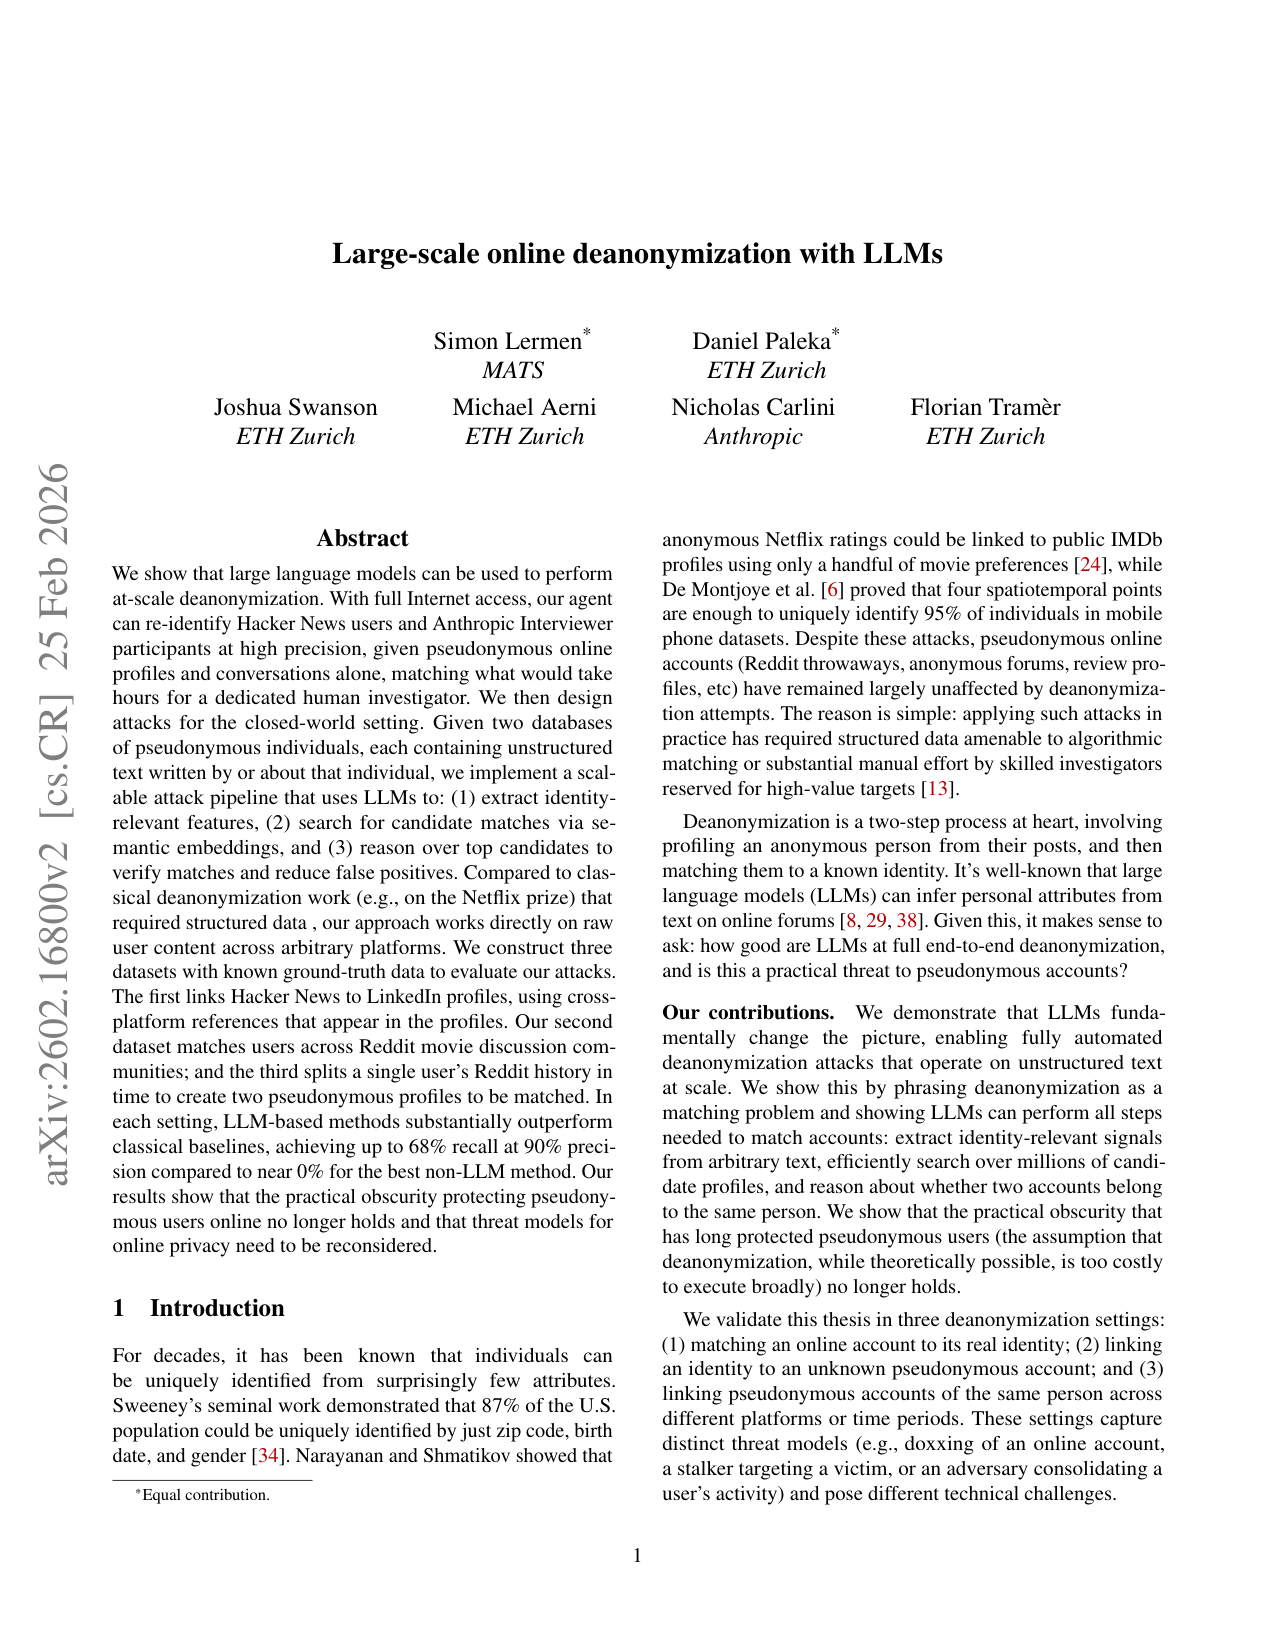 Large-scale online deanonymization with LLMs
Simon Lermen* Daniel Paleka*
MATS ETH Zurich
Joshua Swanson Michael Aerni Nicholas Carlini Florian Tramèr
ETH Zurich ETH Zurich Anthropic ETH Zurich
arXiv:2602.16800v2 [cs.CR] 25 Feb 2026
Abstract
We show that large language models can be used to perform
at-scale deanonymization. With full Internet access, our agent
can re-identify Hacker News users and Anthropic Interviewer
participants at high precision, given pseudonymous online
profiles and conversations alone, matching what would take
hours for a dedicated human investigator. We then design
attacks for the closed-world setting. Given two databases
of pseudonymous individuals, each containing unstructured
text written by or about that individual, we implement a scal-
able attack pipeline that uses LLMs to: (1) extract identity-
relevant features, (2) search for candidate matches via se-
mantic embeddings, and (3) reason over top candidates to
verify matches and reduce false positives. Compared to clas-
sical deanonymization work (e.g., on the Netflix prize) that
required structured data , our approach works directly on raw
user content across arbitrary platforms. We construct three
datasets with known ground-truth data to evaluate our attacks.
The first links Hacker News to LinkedIn profiles, using cross-
platform references that appear in the profiles. Our second
dataset matches users across Reddit movie discussion com-
munities; and the third splits a single user's Reddit history in
time to create two pseudonymous profiles to be matched. In
each setting, LLM-based methods substantially outperform
classical baselines, achieving up to 68% recall at 90% preci-
sion compared to near 0% for the best non-LLM method. Our
results show that the practical obscurity protecting pseudony-
mous users online no longer holds and that threat models for
online privacy need to be reconsidered.
1 Introduction
For decades, it has been known that individuals can
be uniquely identified from surprisingly few attributes.
Sweeney's seminal work demonstrated that 87% of the U.S.
population could be uniquely identified by just zip code, birth
date, and gender [34]. Narayanan and Shmatikov showed that
*Equal contribution.
anonymous Netflix ratings could be linked to public IMDb
profiles using only a handful of movie preferences [24], while
De Montjoye et al. [6] proved that four spatiotemporal points
are enough to uniquely identify 95% of individuals in mobile
phone datasets. Despite these attacks, pseudonymous online
accounts (Reddit throwaways, anonymous forums, review pro-
files, etc) have remained largely unaffected by deanonymiza-
tion attempts. The reason is simple: applying such attacks in
practice has required structured data amenable to algorithmic
matching or substantial manual effort by skilled investigators
reserved for high-value targets [13].
Deanonymization is a two-step process at heart, involving
profiling an anonymous person from their posts, and then
matching them to a known identity. It's well-known that large
language models (LLMs) can infer personal attributes from
text on online forums [8, 29, 38]. Given this, it makes sense to
ask: how good are LLMs at full end-to-end deanonymization,
and is this a practical threat to pseudonymous accounts?
Our contributions. We demonstrate that LLMs funda-
mentally change the picture, enabling fully automated
deanonymization attacks that operate on unstructured text
at scale. We show this by phrasing deanonymization as a
matching problem and showing LLMs can perform all steps
needed to match accounts: extract identity-relevant signals
from arbitrary text, efficiently search over millions of candi-
date profiles, and reason about whether two accounts belong
to the same person. We show that the practical obscurity that
has long protected pseudonymous users (the assumption that
deanonymization, while theoretically possible, is too costly
to execute broadly) no longer holds.
We validate this thesis in three deanonymization settings:
(1) matching an online account to its real identity; (2) linking
an identity to an unknown pseudonymous account; and (3)
linking pseudonymous accounts of the same person across
different platforms or time periods. These settings capture
distinct threat models (e.g., doxxing of an online account,
a stalker targeting a victim, or an adversary consolidating a
user's activity) and pose different technical challenges.
1